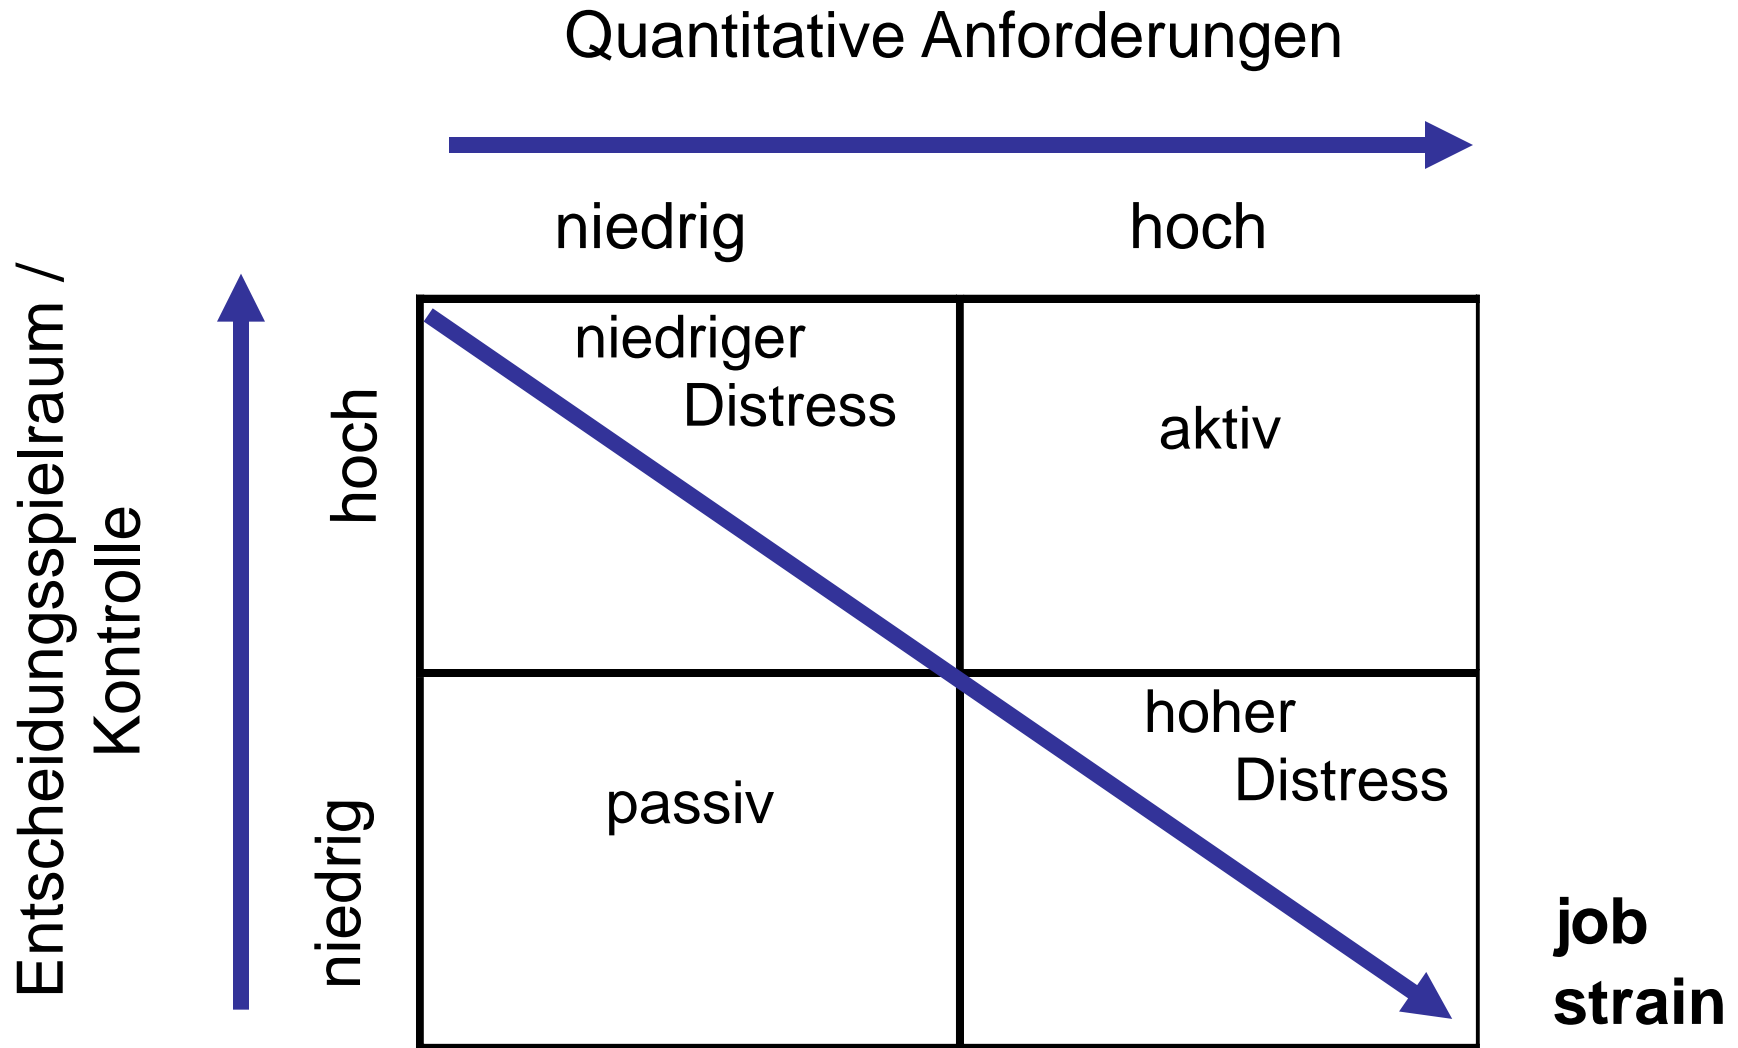 Quantitative Anforderungen
niedrig hoch
Entscheidungsspielraum /
Kontrolle
hoch
niedrig
niedriger
Distress
aktiv
passiv
hoher
Distress
job
strain